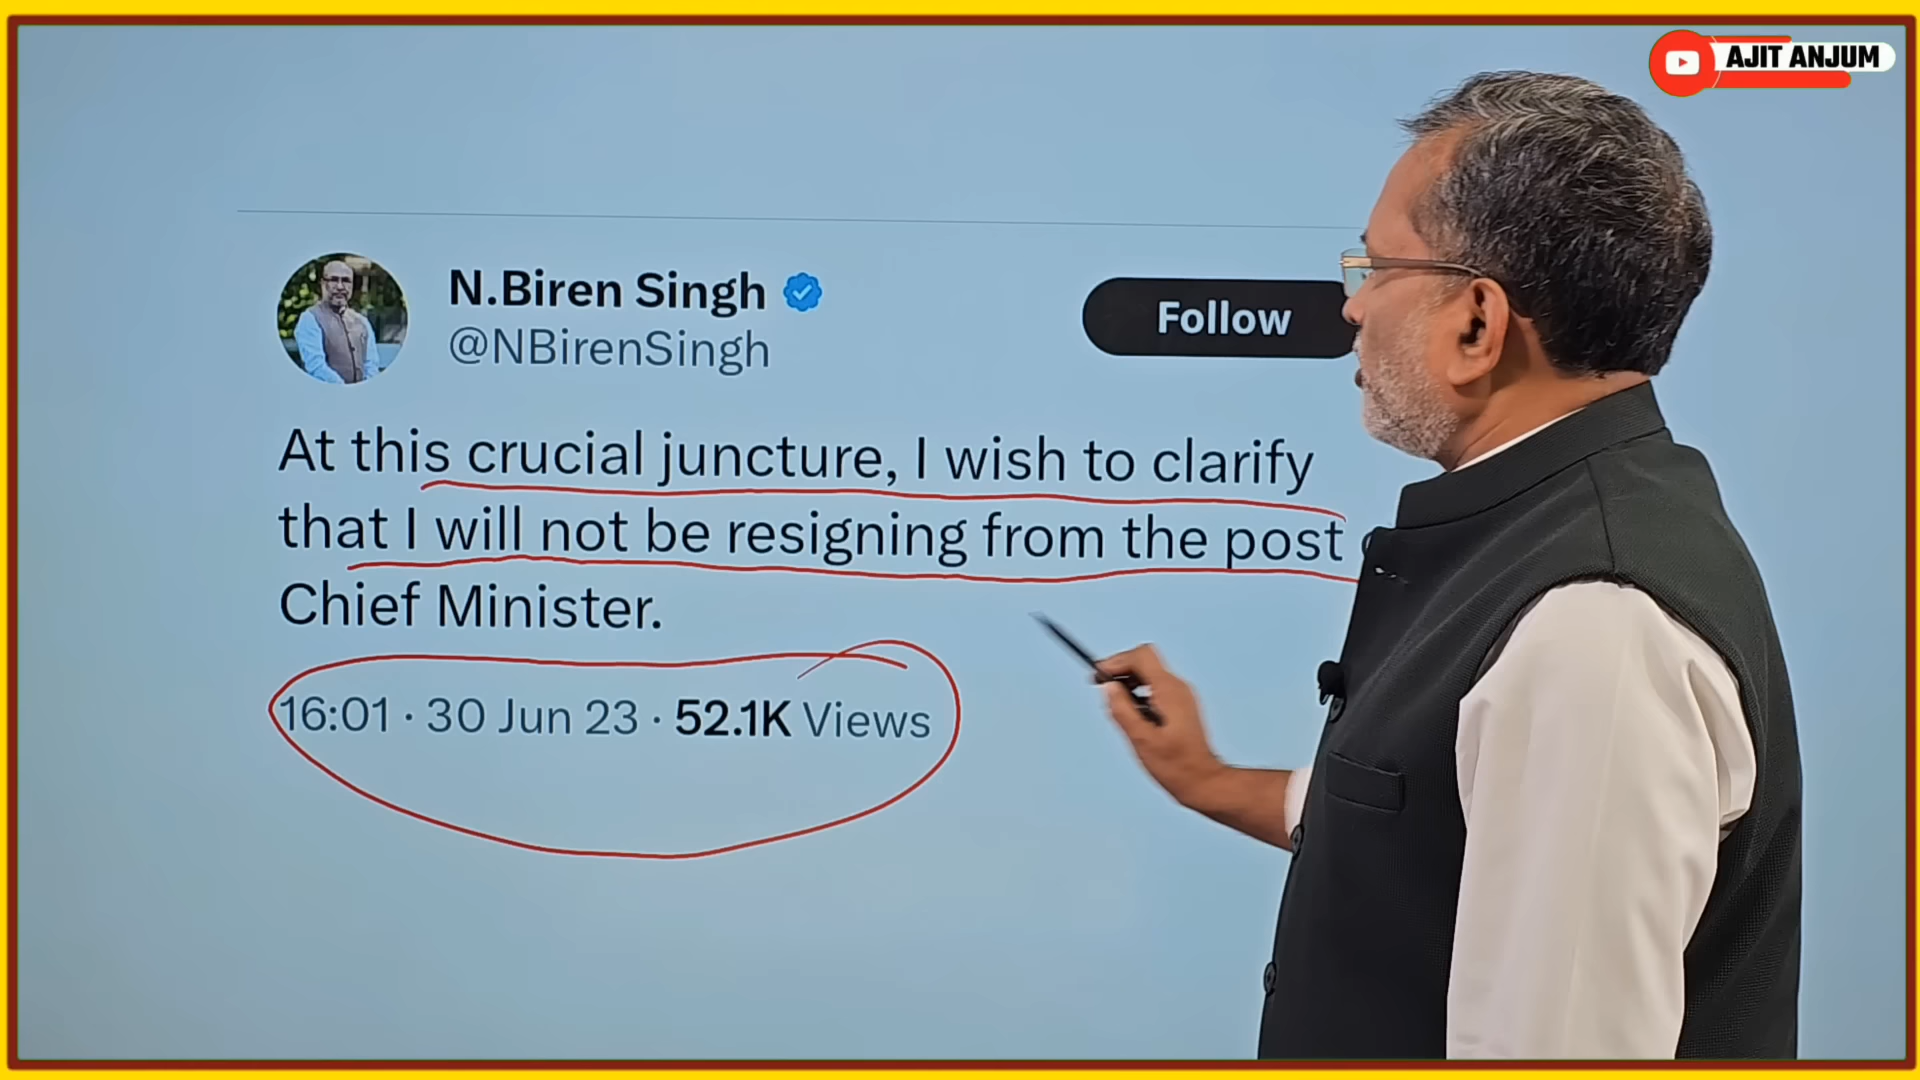 AJIT ANJUM
N.Biren Singh
@NBirenSingh
Follow
At this crucial juncture, I wish to clarify
that I will not be resigning from the post
Chief Minister.
16:01 · 30 Jun 23 · 52.1K Views